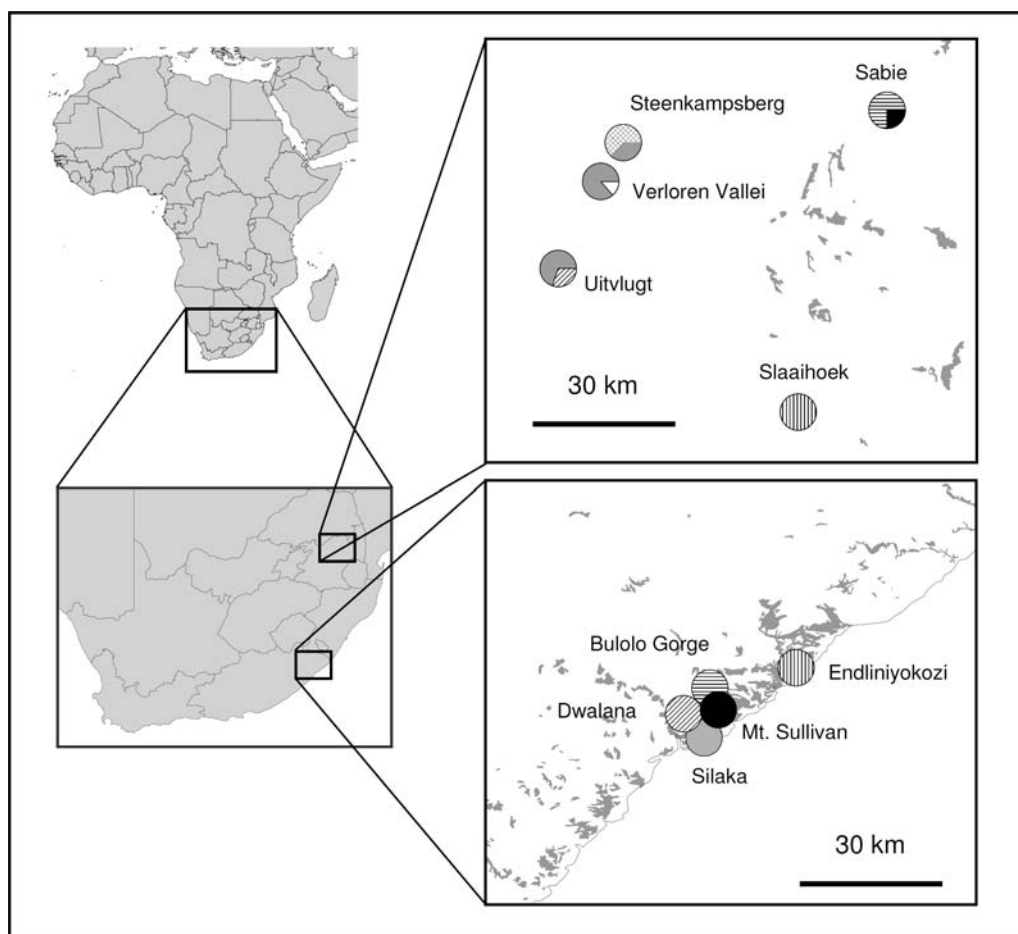 Sabie
Steenkampsberg
Verloren Vallei
Uitvlugt
Slaaihoek
30 km
Bulolo Gorge
Endliniyokozi
Dwalana
Mt. Sullivan
Silaka
30 km